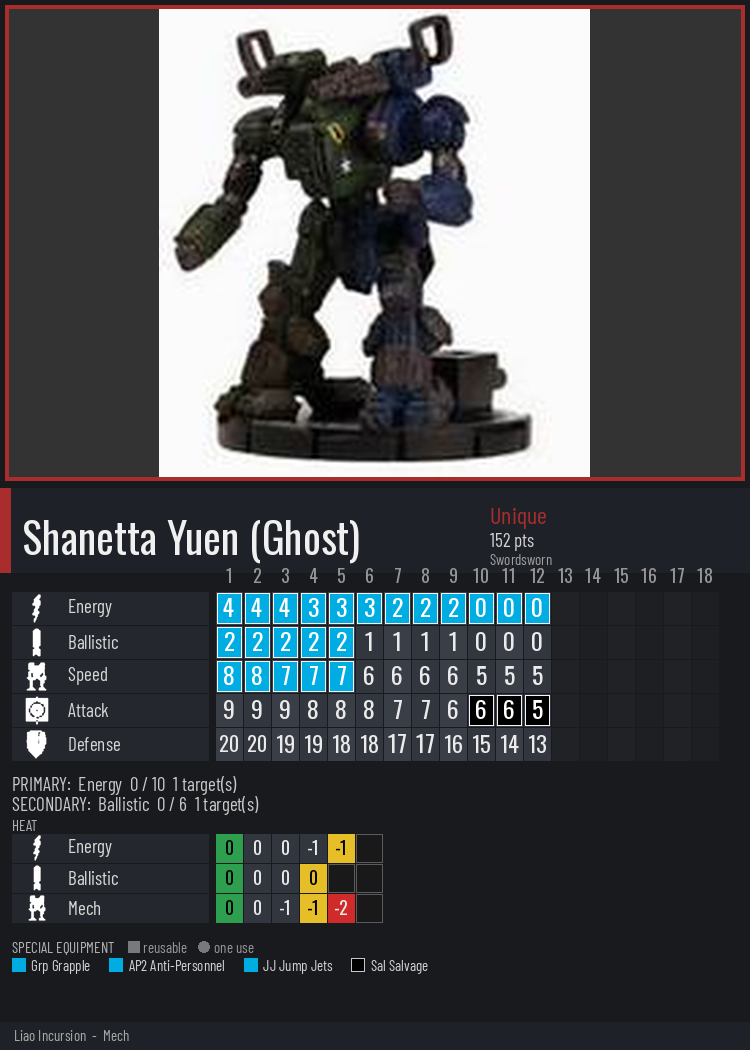 Shanetta Yuen (Ghost)
Unique
152 pts
Swordsworn
1 2 3 4 5 6 7 8 9 10 11 12 13 14 15 16 17 18
Energy 4 4 4 3 3 3 2 2 2 0 0 0
Ballistic 2 2 2 2 2 1 1 1 1 0 0 0
Speed 8 8 7 7 7 6 6 6 6 5 5 5
Attack 9 9 9 8 8 8 7 7 6 6 6 5
Defense 20 20 19 19 18 18 17 17 16 15 14 13
PRIMARY: Energy 0 / 10 1 target(s)
SECONDARY: Ballistic 0 / 6 1 target(s)
HEAT
Energy 0 0 0 -1 -1
Ballistic 0 0 0 0
Mech 0 0 -1 -1 -2
SPECIAL EQUIPMENT reusable one use
Grp Grapple AP2 Anti-Personnel JJ Jump Jets Sal Salvage
Liao Incursion - Mech